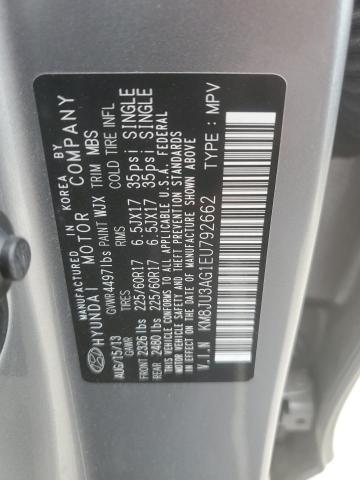 MANUFACTURED IN KOREA BY
HYUNDAI MOTOR COMPANY
AUG/15/13 GVWR 4497lbs PAINT WJX TRIM MBS
GAWR TIRES RIMS COLD TIRE INFL
FRONT 2326 lbs 225/60R17 6.5JX17 35psi SINGLE
REAR 2480 lbs 225/60R17 6.5JX17 35psi SINGLE
THIS VEHICLE CONFORMS TO ALL APPLICABLE U.S.A. FEDERAL
MOTOR VEHICLE SAFETY AND THEFT PREVENTION STANDARDS
IN EFFECT ON THE DATE OF MANUFACTURE SHOWN ABOVE.
V.I.N KM8JU3AG1EU792662 TYPE : MPV